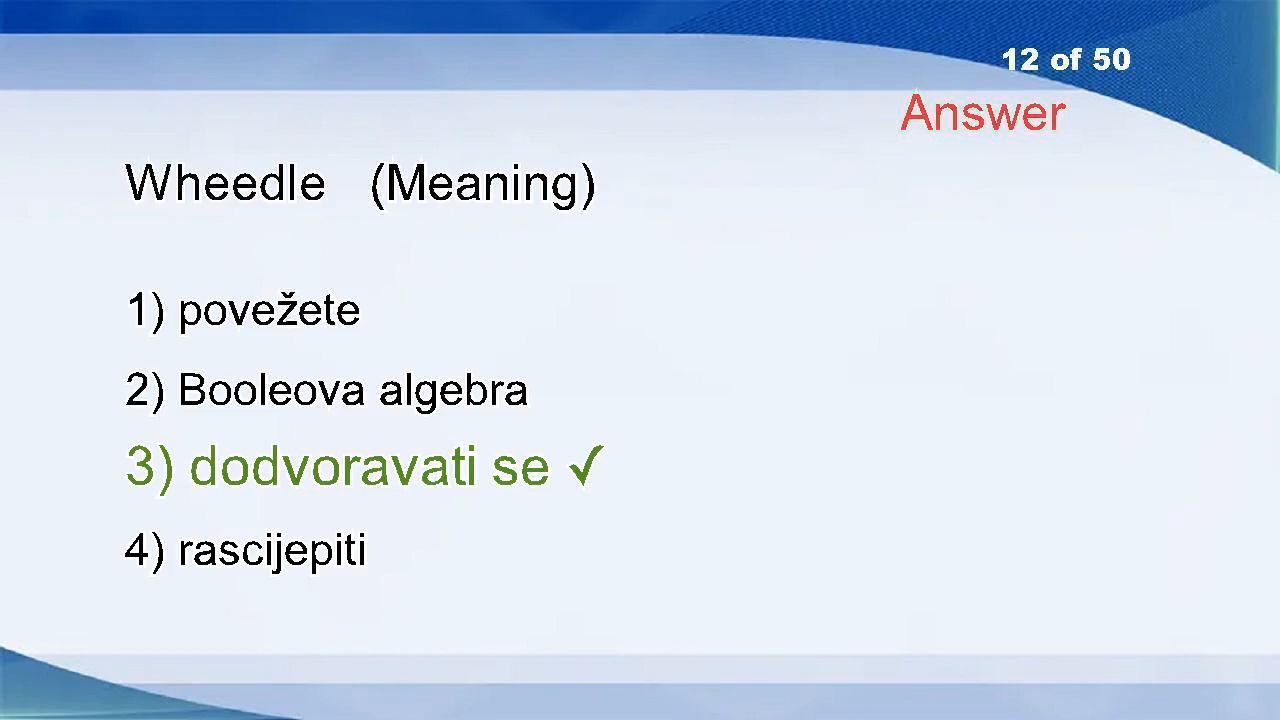 12 of 50
Answer
Wheedle (Meaning)
1) povežete
2) Booleova algebra
3) dodvoravati se ✓
4) rascijepiti